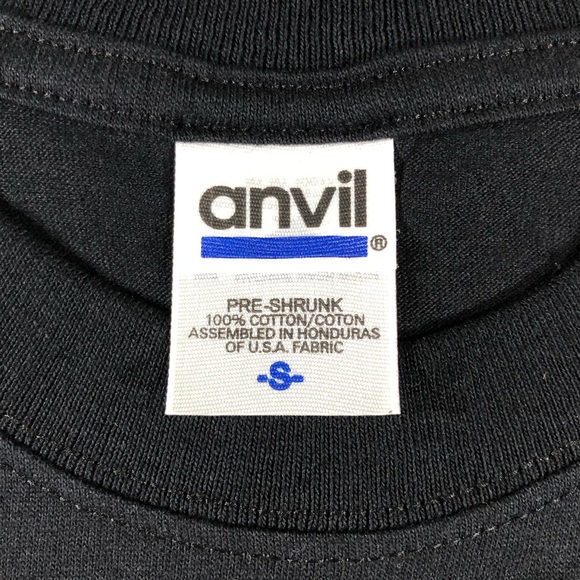 anvil
®
PRE-SHRUNK
100% COTTON/COTON
ASSEMBLED IN HONDURAS
OF U.S.A. FABRIC
-S-